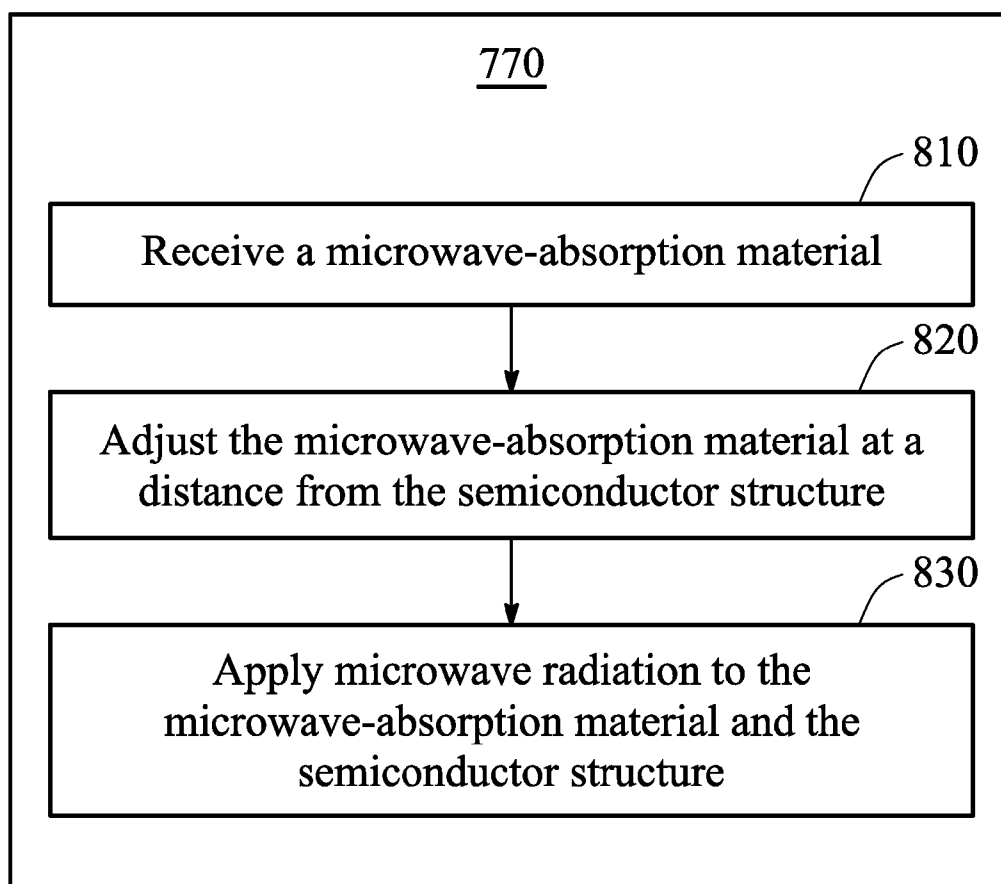 770
810
Receive a microwave-absorption material
820
Adjust the microwave-absorption material at a
distance from the semiconductor structure
830
Apply microwave radiation to the
microwave-absorption material and the
semiconductor structure